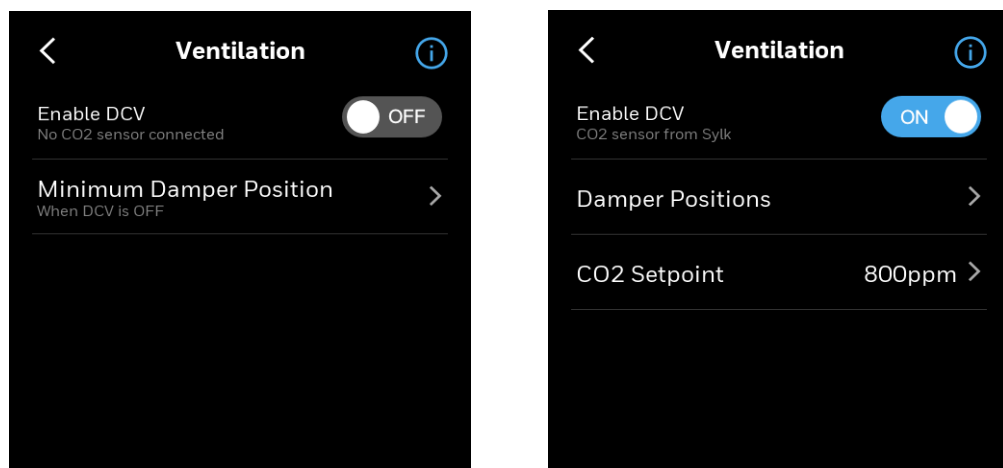 Ventilation
Enable DCV
No CO2 sensor connected
OFF
Minimum Damper Position
When DCV is OFF
Ventilation
Enable DCV
CO2 sensor from Sylk
ON
Damper Positions
CO2 Setpoint 800ppm